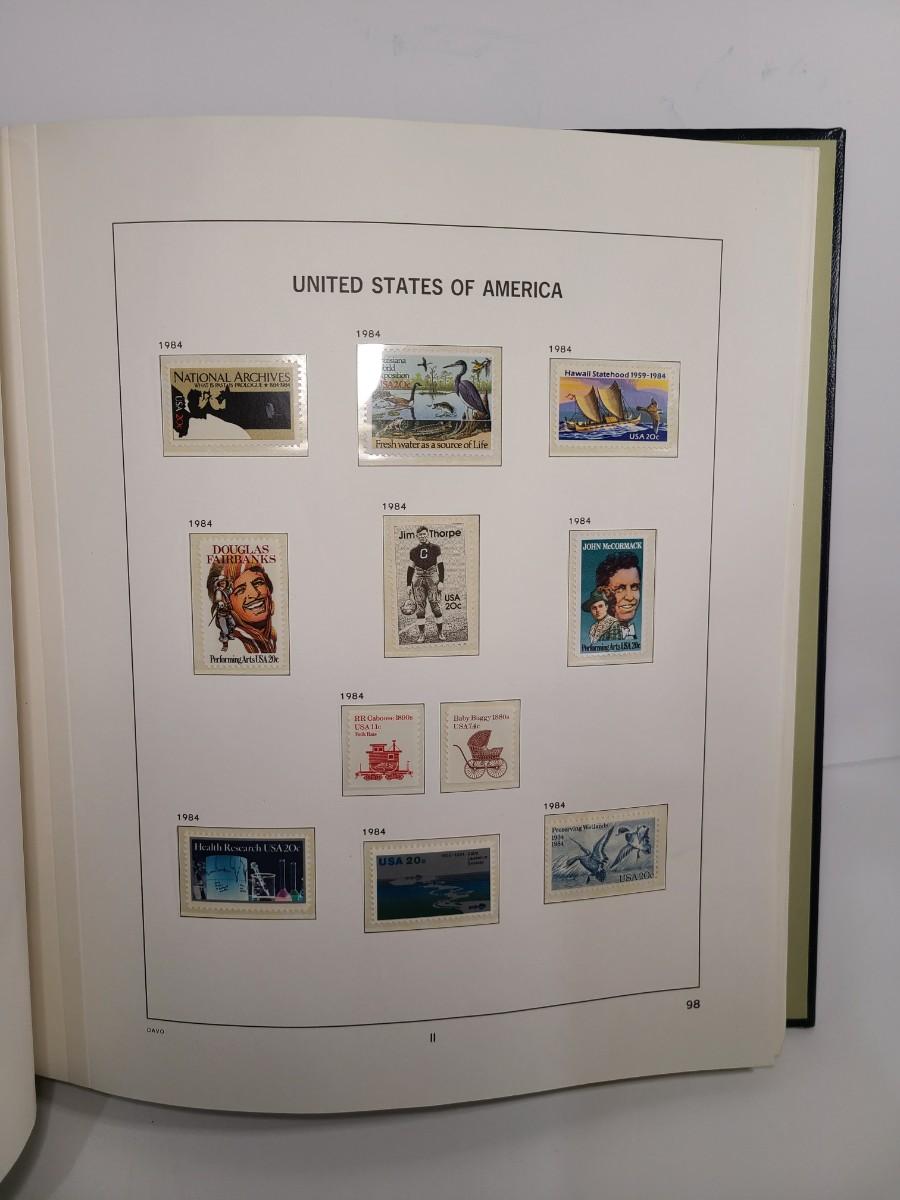 UNITED STATES OF AMERICA
1984
NATIONAL ARCHIVES
WHAT IS PAST IS PROLOGUE ★ 1934-1984
USA 20c
1984
World
USA 20c
Fresh water as a source of Life
1984
Hawaii Statehood 1959-1984
USA 20c
1984
DOUGLAS
FAIRBANKS
Performing Arts USA 20c
1984
Jim Thorpe
C
USA
20c
1984
JOHN McCORMACK
Performing Arts USA 20c
1984
RR Caboose 1890s
USA 11c
Bulk Rate
Baby Buggy 1880s
USA 7.4c
1984
Health Research USA 20c
1984
USA 20c
1984
Preserving Wetlands
1934
1984
USA 20c
98
DAVO
II